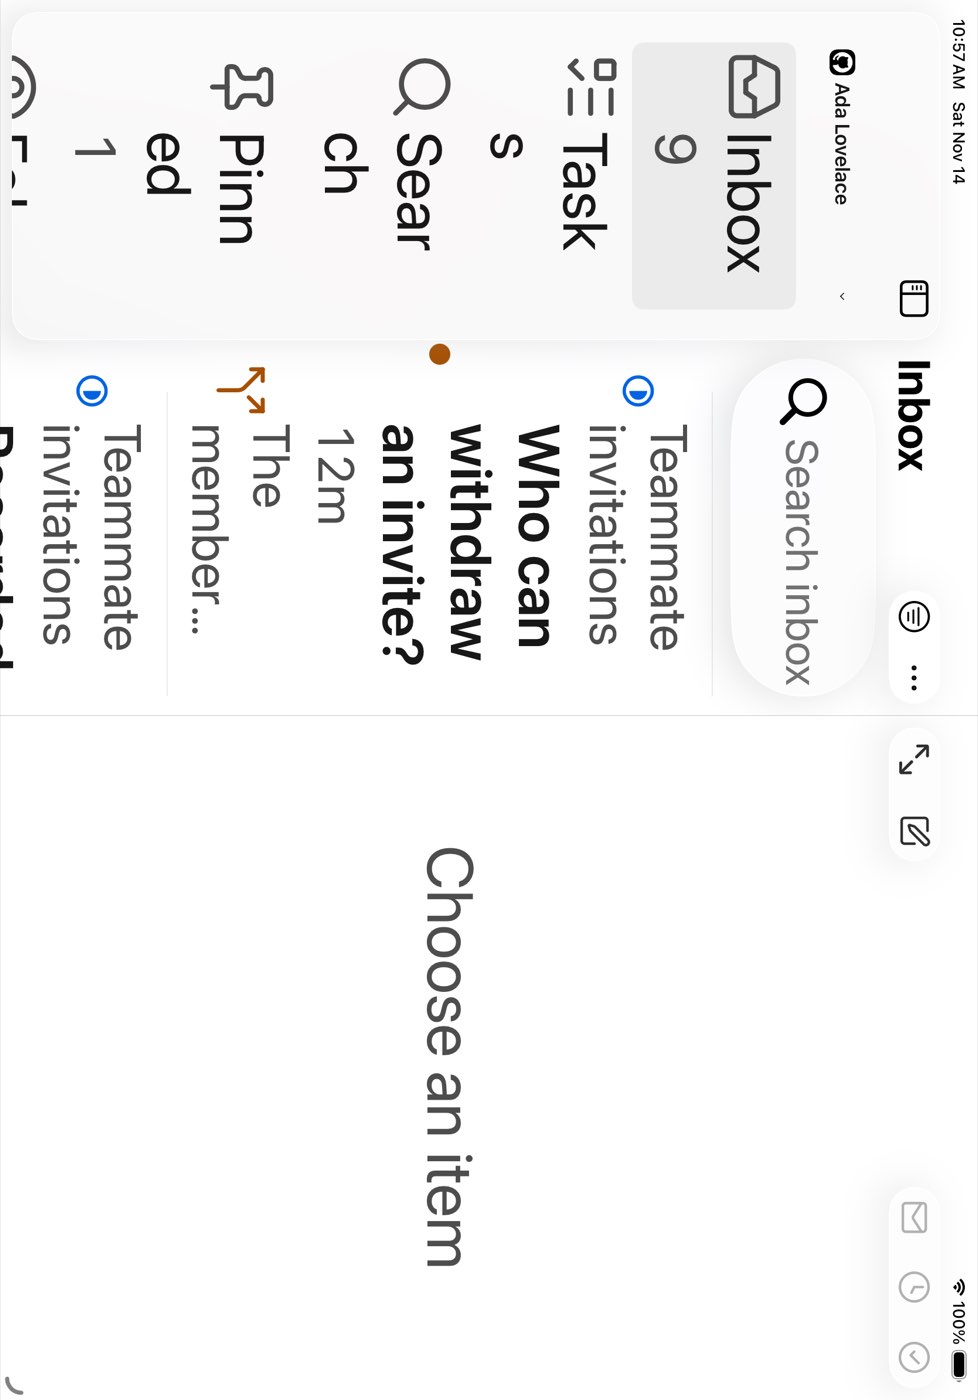 10:57 AM Sat Nov 14
100%
Ada Lovelace
Inbox
9
Task
s
Sear
ch
Pinn
ed
1
Inbox
Search inbox
Teammate
invitations
Who can
withdraw
an invite?
12m
The
member…
Teammate
invitations
Recorded
Choose an item